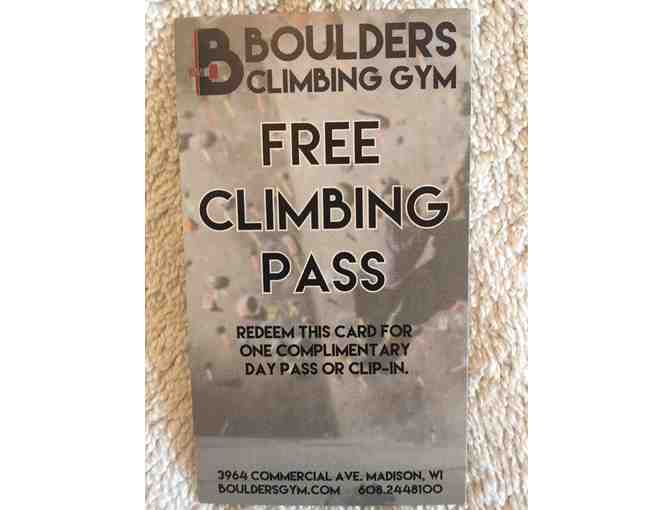 B BOULDERS
CLIMBING GYM
FREE
CLIMBING
PASS
REDEEM THIS CARD FOR
ONE COMPLIMENTARY
DAY PASS OR CLIP-IN.
3964 COMMERCIAL AVE. MADISON, WI
BOULDERSGYM.COM 608.2448100